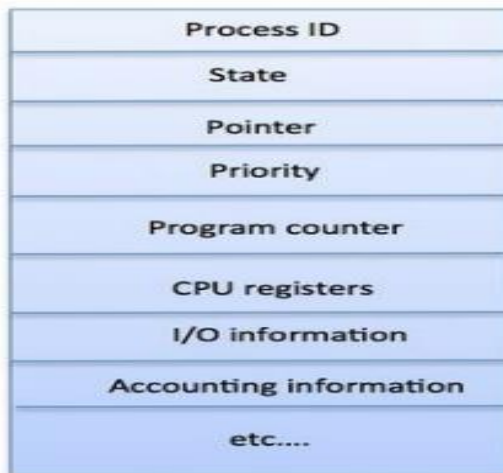 Process ID
State
Pointer
Priority
Program counter
CPU registers
I/O information
Accounting information
etc....